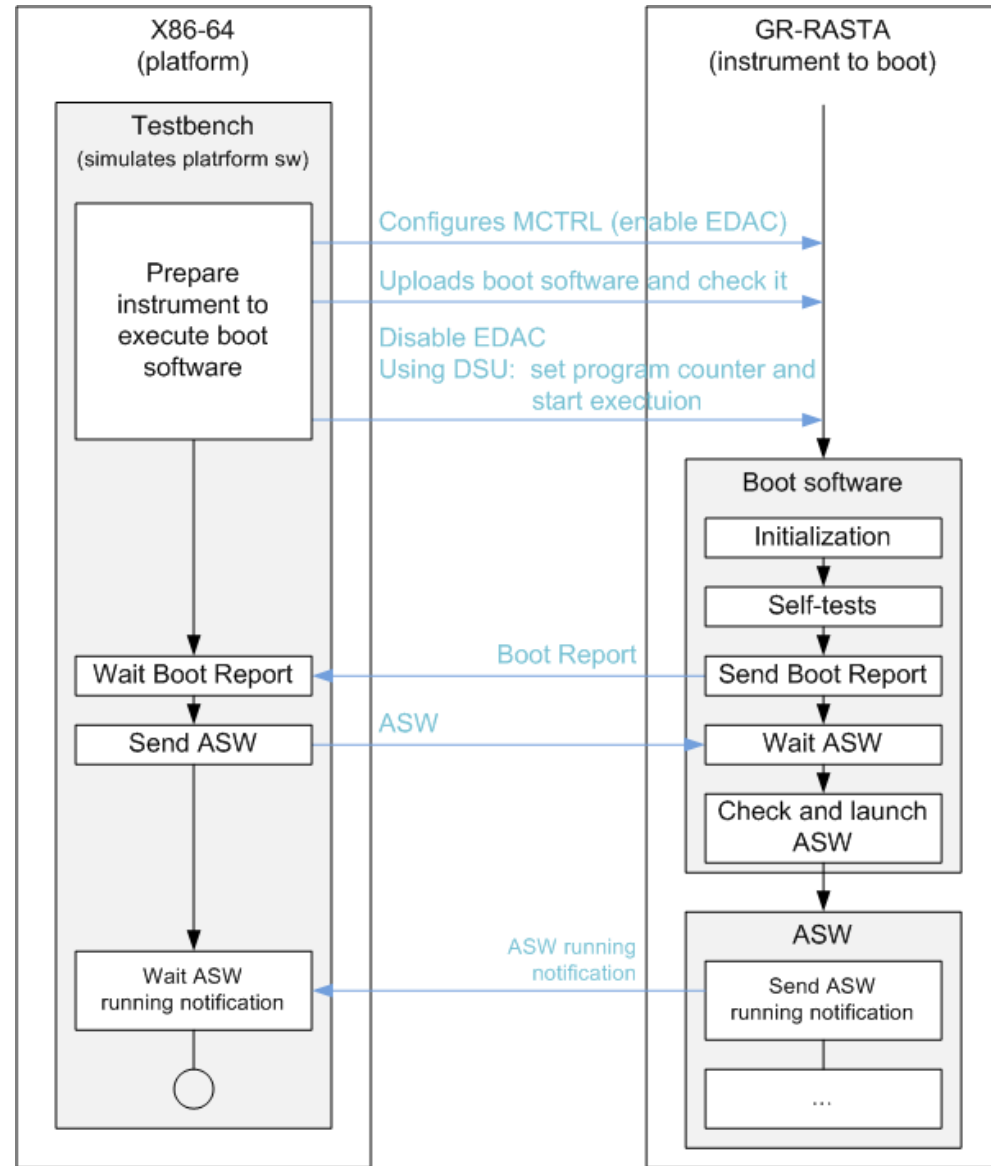 X86-64
(platform)
Testbench
(simulates platrform sw)
Prepare
instrument to
execute boot
software
Wait Boot Report
Send ASW
Wait ASW
running notification
Configures MCTRL (enable EDAC)
Uploads boot software and check it
Disable EDAC
Using DSU:  set program counter and
start exectuion
Boot Report
ASW
ASW running
notification
GR-RASTA
(instrument to boot)
Boot software
Initialization
Self-tests
Send Boot Report
Wait ASW
Check and launch
ASW
ASW
Send ASW
running notification
...